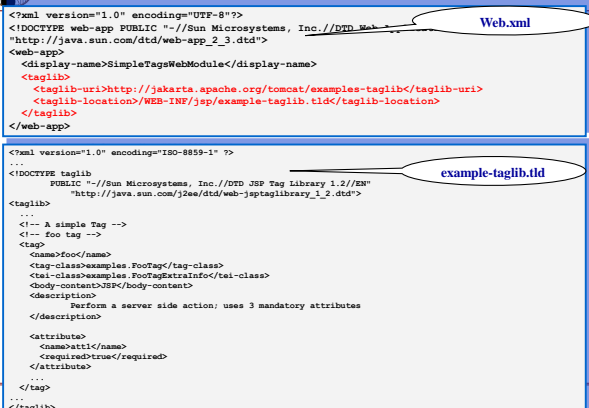 <?xml version="1.0" encoding="UTF-8"?>
<!DOCTYPE web-app PUBLIC "-//Sun Microsystems, Inc.//DTD Web
"http://java.sun.com/dtd/web-app_2_3.dtd">
Web.xml
<web-app>
<display-name>SimpleTagsWebModule</display-name>
<taglib>
<taglib-uri>http://jakarta.apache.org/tomcat/examples-taglib</taglib-uri>
<taglib-location>/WEB-INF/jsp/example-taglib.tld</taglib-location>
</taglib>
</web-app>
<?xml version="1.0" encoding="ISO-8859-1" ?>
...
<!DOCTYPE taglib
PUBLIC "-//Sun Microsystems, Inc.//DTD JSP Tag Library 1.2//EN"
"http://java.sun.com/j2ee/dtd/web-jsptaglibrary_1_2.dtd">
example-taglib.tld
<taglib>
...
<!-- A simple Tag -->
<!-- foo tag -->
<tag>
<name>foo</name>
<tag-class>examples.FooTag</tag-class>
<tei-class>examples.FooTagExtraInfo</tei-class>
<body-content>JSP</body-content>
<description>
Perform a server side action; uses 3 mandatory attributes
</description>
<attribute>
<name>att1</name>
<required>true</required>
</attribute>
...
</tag>
...
</taglib>